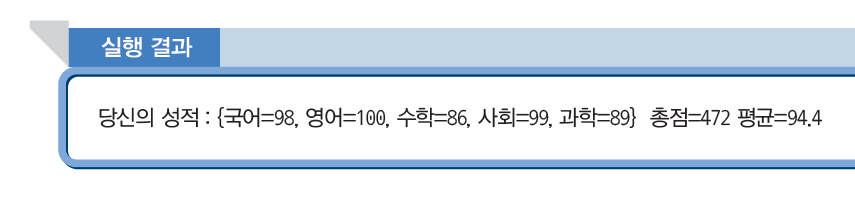 실행 결과
당신의 성적 : {국어=98, 영어=100, 수학=86, 사회=99, 과학=89} 총점=472 평균=94.4